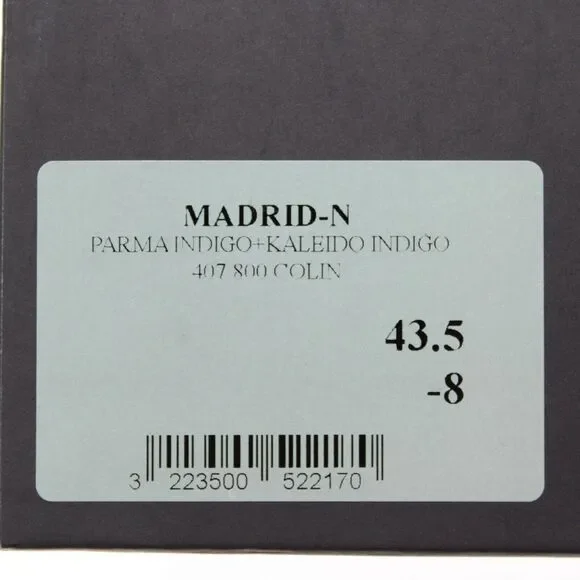 MADRID-N
PARMA INDIGO+KALEIDO INDIGO
407 800 COLIN
43.5
-8
3 223500 522170